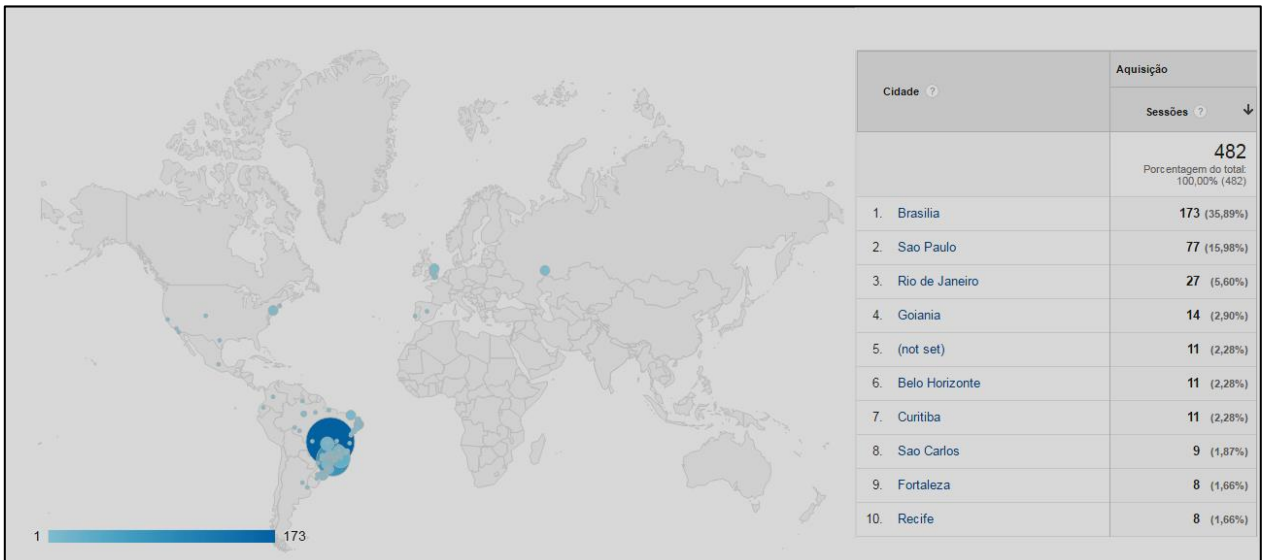 Cidade ?
Aquisição
Sessões ? ↓
482
Porcentagem do total:
100,00% (482)
1. Brasilia 173 (35,89%)
2. Sao Paulo 77 (15,98%)
3. Rio de Janeiro 27 (5,60%)
4. Goiania 14 (2,90%)
5. (not set) 11 (2,28%)
6. Belo Horizonte 11 (2,28%)
7. Curitiba 11 (2,28%)
8. Sao Carlos 9 (1,87%)
9. Fortaleza 8 (1,66%)
10. Recife 8 (1,66%)
1 173